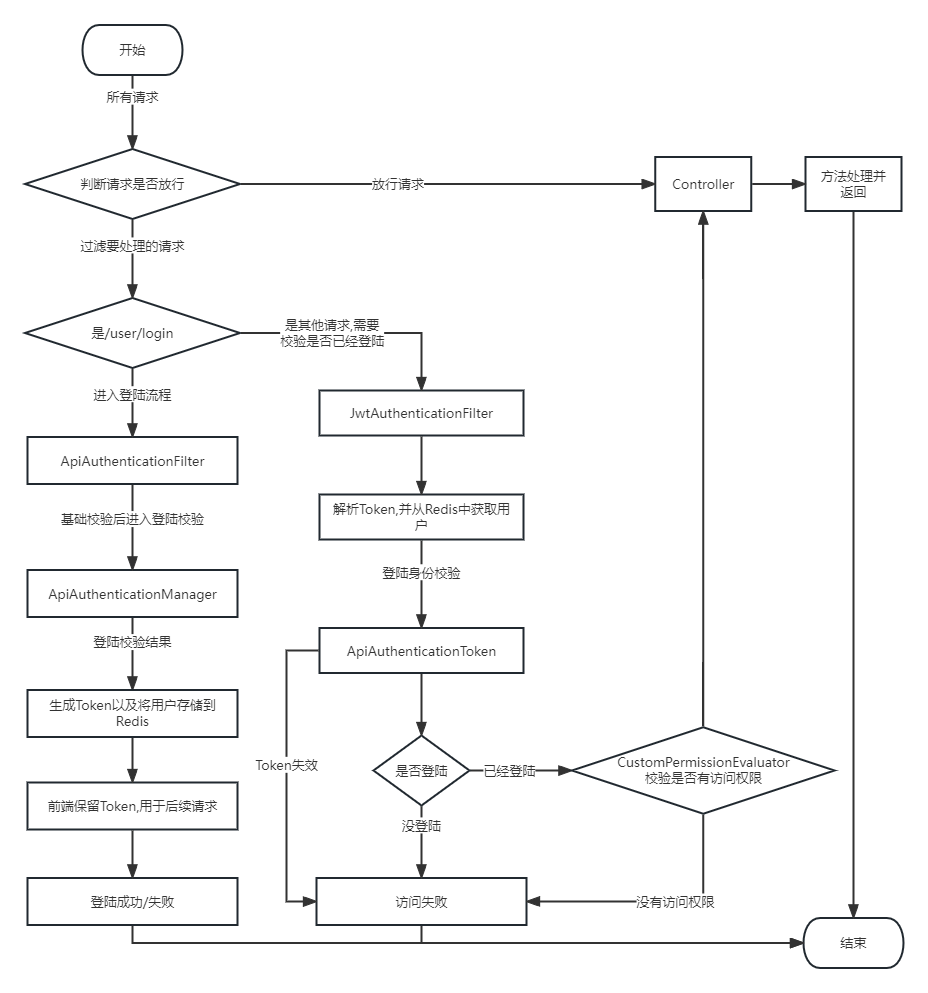 开始
所有请求
判断请求是否放行
放行请求
Controller
方法处理并
返回
过滤要处理的请求
是/user/login
是其他请求,需要
校验是否已经登陆
进入登陆流程
JwtAuthenticationFilter
ApiAuthenticationFilter
解析Token,并从Redis中获取用
户
基础校验后进入登陆校验
登陆身份校验
ApiAuthenticationManager
登陆校验结果
ApiAuthenticationToken
生成Token以及将用户存储到
Redis
Token失效
是否登陆
已经登陆
CustomPermissionEvaluator
校验是否有访问权限
前端保留Token,用于后续请求
没登陆
登陆成功/失败
访问失败
没有访问权限
结束